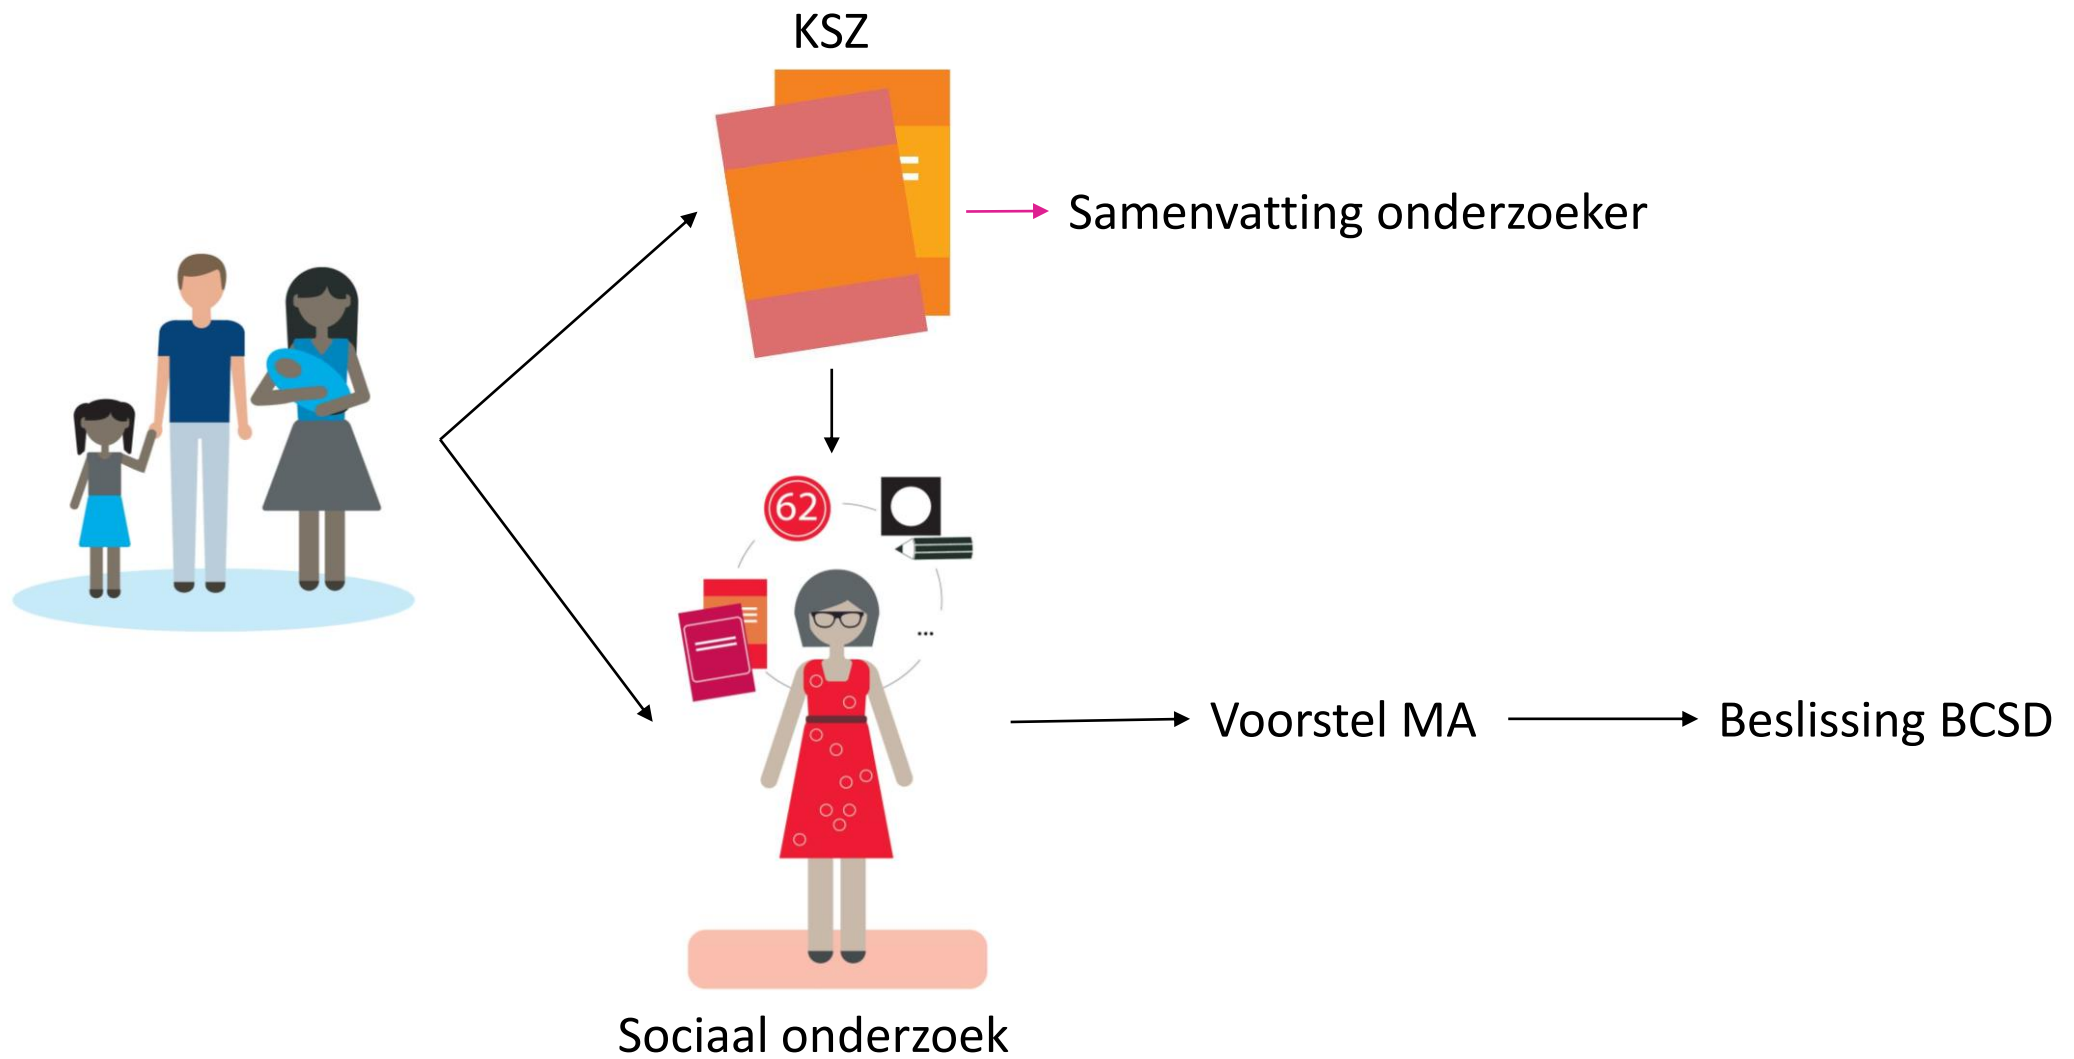 KSZ
Samenvatting onderzoeker
62
...
Voorstel MA
Beslissing BCSD
Sociaal onderzoek